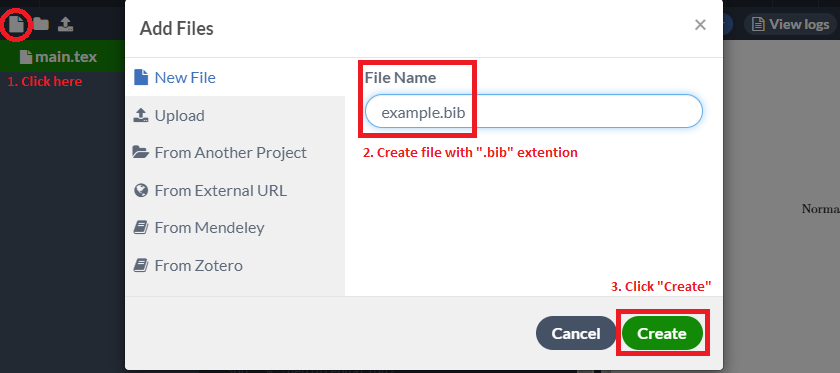 Add Files
×
View logs
main.tex
1. Click here
New File
Upload
From Another Project
From External URL
From Mendeley
From Zotero
File Name
example.bib
2. Create file with ".bib" extention
Norma
3. Click "Create"
Cancel
Create